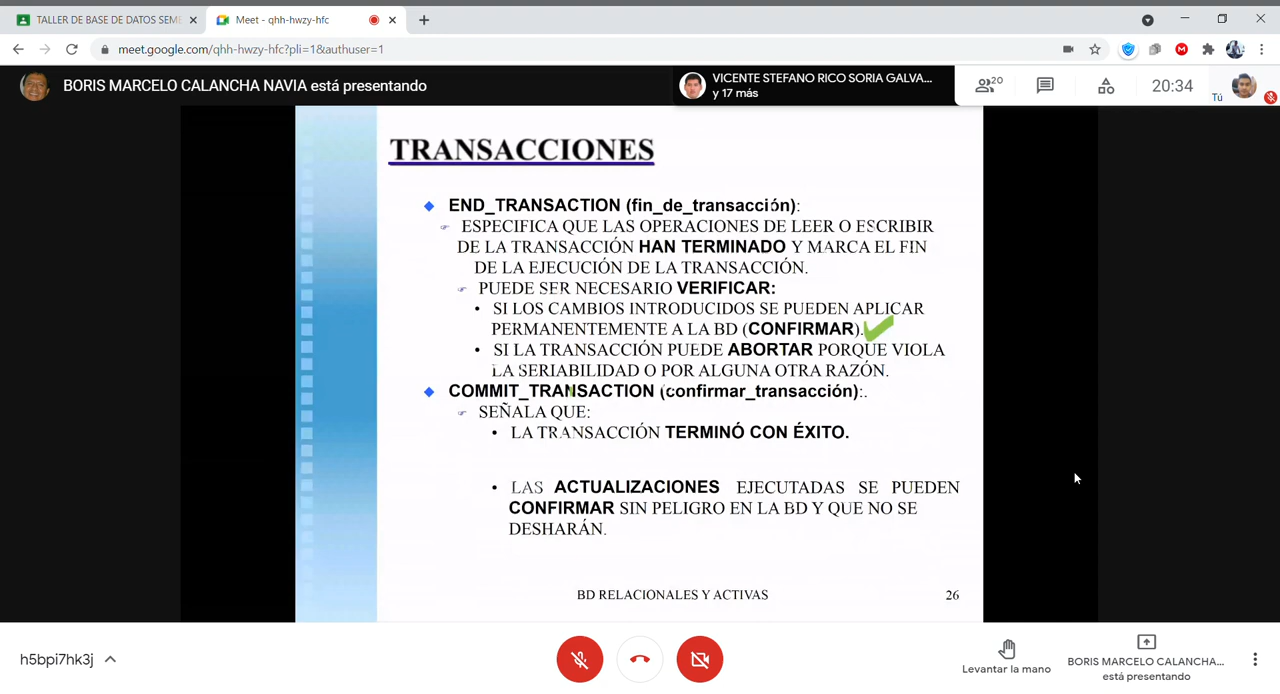 TALLER DE BASE DE DATOS SEME
Meet - qhh-hwzy-hfc
meet.google.com/qhh-hwzy-hfc?pli=1&authuser=1
BORIS MARCELO CALANCHA NAVIA está presentando
VICENTE STEFANO RICO SORIA GALVA...
y 17 más
20
20:34
Tú
TRANSACCIONES
END_TRANSACTION (fin_de_transacción):
ESPECIFICA QUE LAS OPERACIONES DE LEER O ESCRIBIR
DE LA TRANSACCIÓN HAN TERMINADO Y MARCA EL FIN
DE LA EJECUCIÓN DE LA TRANSACCIÓN.
PUEDE SER NECESARIO VERIFICAR:
• SI LOS CAMBIOS INTRODUCIDOS SE PUEDEN APLICAR
PERMANENTEMENTE A LA BD (CONFIRMAR).
• SI LA TRANSACCIÓN PUEDE ABORTAR PORQUE VIOLA
LA SERIABILIDAD O POR ALGUNA OTRA RAZÓN.
COMMIT_TRANSACTION (confirmar_transacción):.
SEÑALA QUE:
• LA TRANSACCIÓN TERMINÓ CON ÉXITO.
• LAS ACTUALIZACIONES EJECUTADAS SE PUEDEN
CONFIRMAR SIN PELIGRO EN LA BD Y QUE NO SE
DESHARÁN.
BD RELACIONALES Y ACTIVAS
26
h5bpi7hk3j
Levantar la mano
BORIS MARCELO CALANCHA...
está presentando